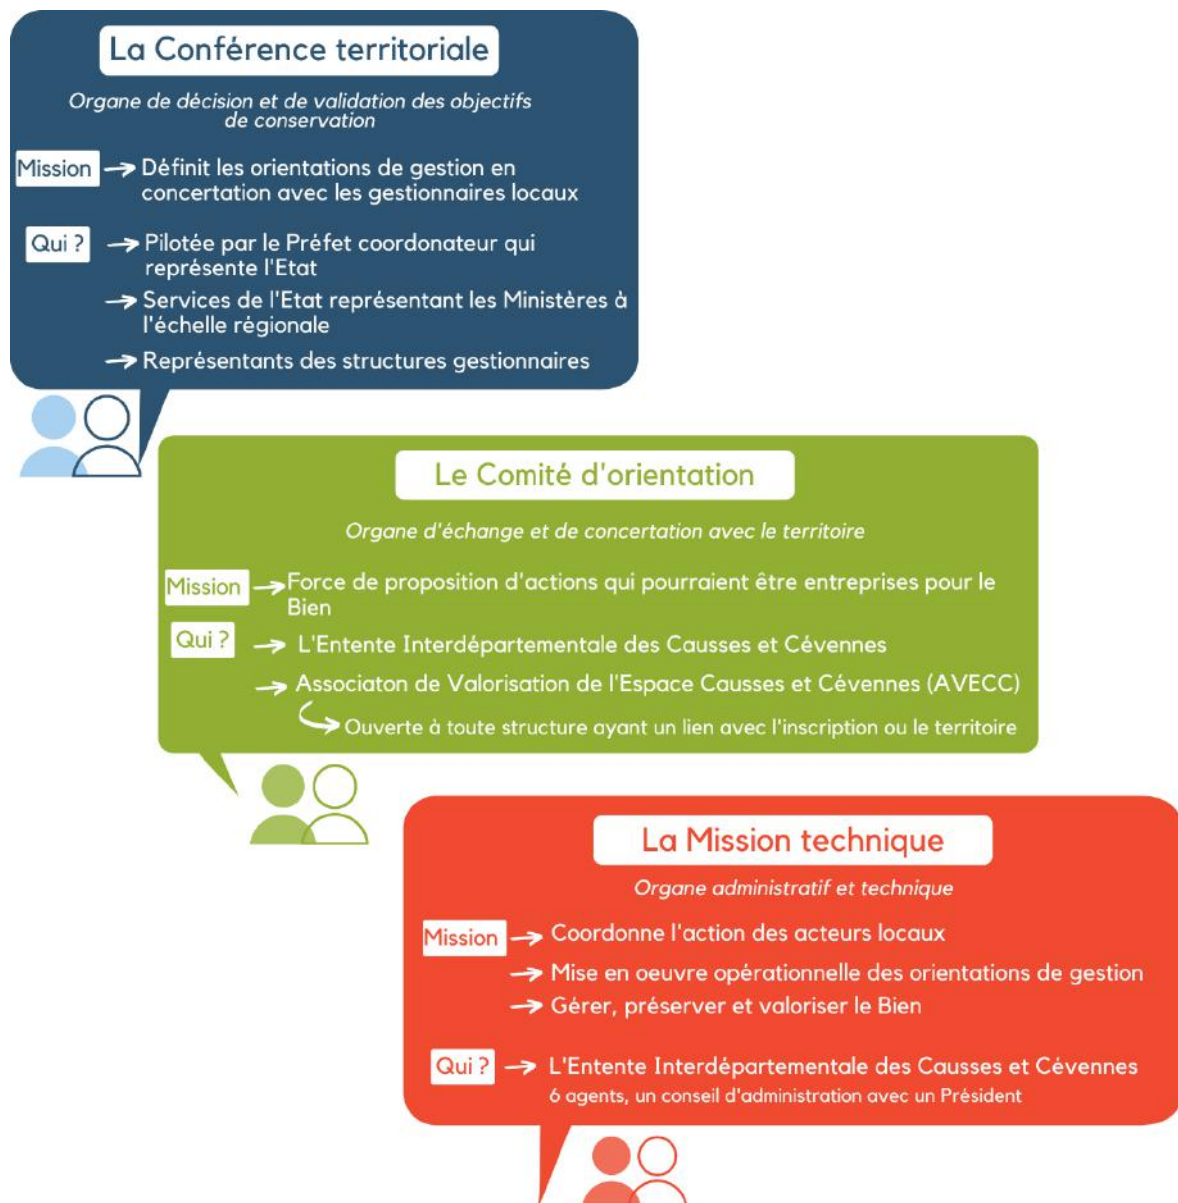 La Conférence territoriale
Organe de décision et de validation des objectifs
de conservation
Mission
Définit les orientations de gestion en
concertation avec les gestionnaires locaux
Qui ?
Pilotée par le Préfet coordonateur qui
représente l'Etat
Services de l'Etat représentant les Ministères à
l'échelle régionale
Représentants des structures gestionnaires
Le Comité d'orientation
Organe d'échange et de concertation avec le territoire
Mission
Force de proposition d'actions qui pourraient être entreprises pour le
Bien
Qui ?
L'Entente Interdépartementale des Causses et Cévennes
Associaton de Valorisation de l'Espace Causses et Cévennes (AVECC)
Ouverte à toute structure ayant un lien avec l'inscription ou le territoire
La Mission technique
Organe administratif et technique
Mission
Coordonne l'action des acteurs locaux
Mise en oeuvre opérationnelle des orientations de gestion
Gérer, préserver et valoriser le Bien
Qui ?
L'Entente Interdépartementale des Causses et Cévennes
6 agents, un conseil d'administration avec un Président